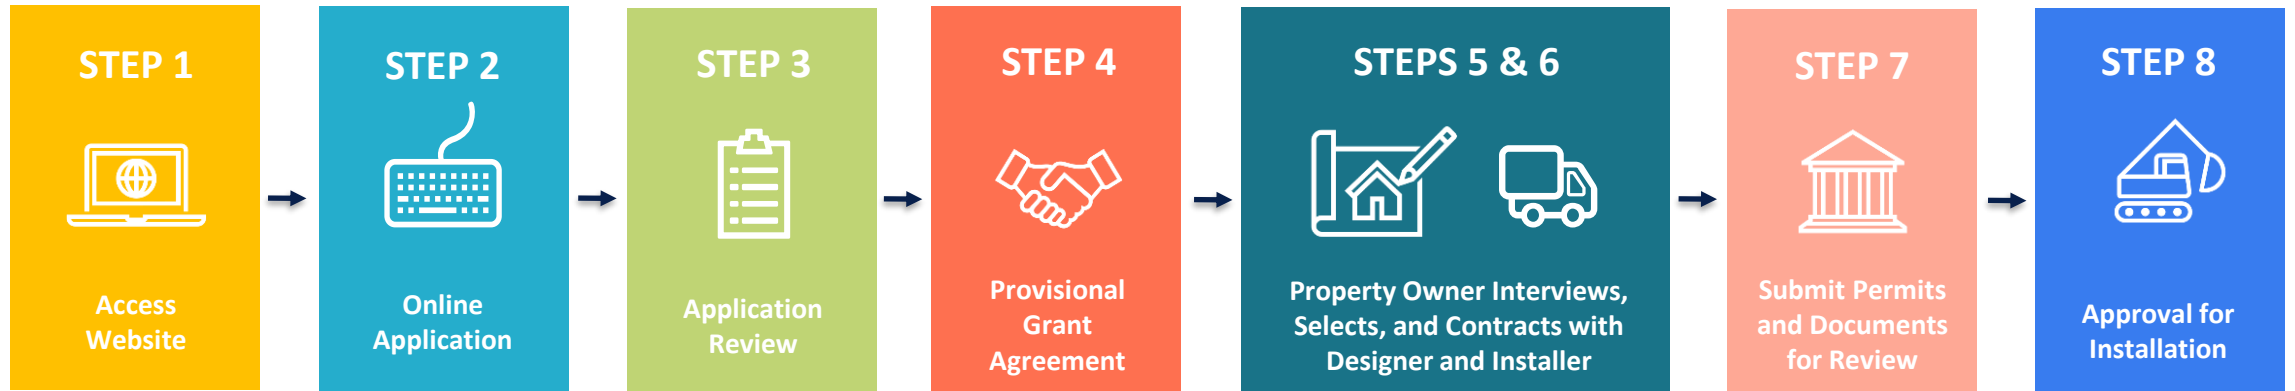 STEP 1
Access
Website
STEP 2
Online
Application
STEP 3
Application
Review
STEP 4
Provisional
Grant
Agreement
STEPS 5 & 6
Property Owner Interviews,
Selects, and Contracts with
Designer and Installer
STEP 7
Submit Permits
and Documents
for Review
STEP 8
Approval for
Installation